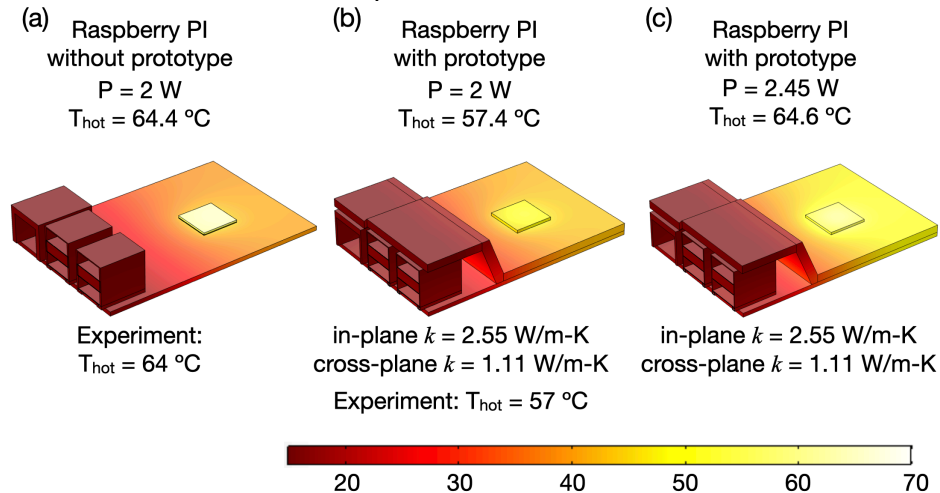 (a)
Raspberry PI
without prototype
P = 2 W
Thot = 64.4 ºC
Experiment:
Thot = 64 ºC
(b)
Raspberry PI
with prototype
P = 2 W
Thot = 57.4 ºC
in-plane k = 2.55 W/m-K
cross-plane k = 1.11 W/m-K
Experiment: Thot = 57 ºC
(c)
Raspberry PI
with prototype
P = 2.45 W
Thot = 64.6 ºC
in-plane k = 2.55 W/m-K
cross-plane k = 1.11 W/m-K
20 30 40 50 60 70